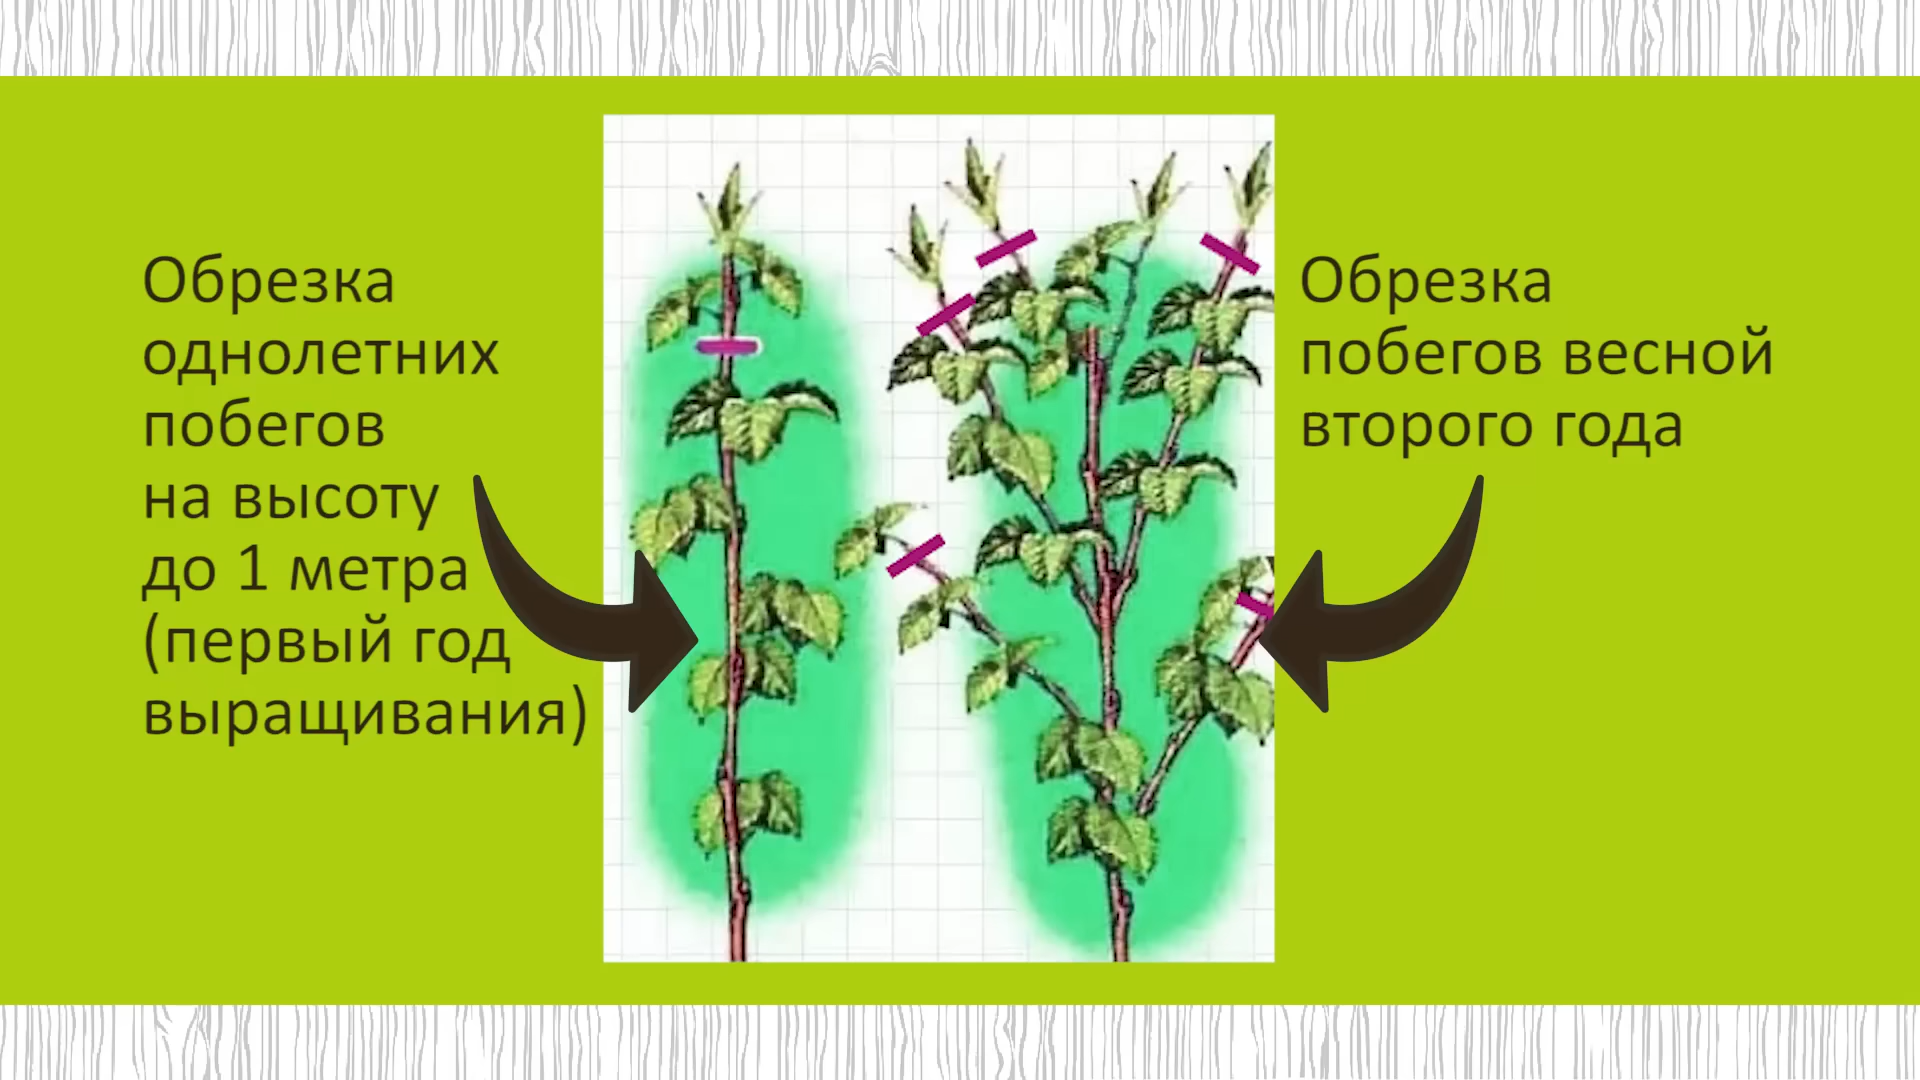 Обрезка
однолетних
побегов
на высоту
до 1 метра
(первый год
выращивания)
Обрезка
побегов весной
второго года